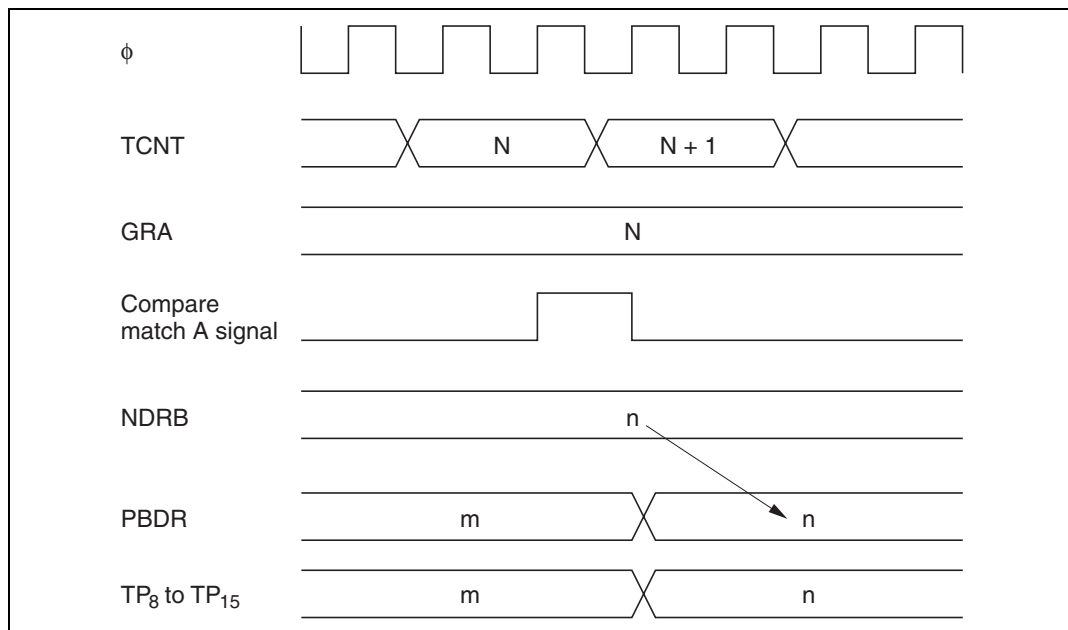 ϕ
TCNT N N + 1
GRA N
Compare
match A signal
NDRB n
PBDR m n
TP₈ to TP₁₅ m n